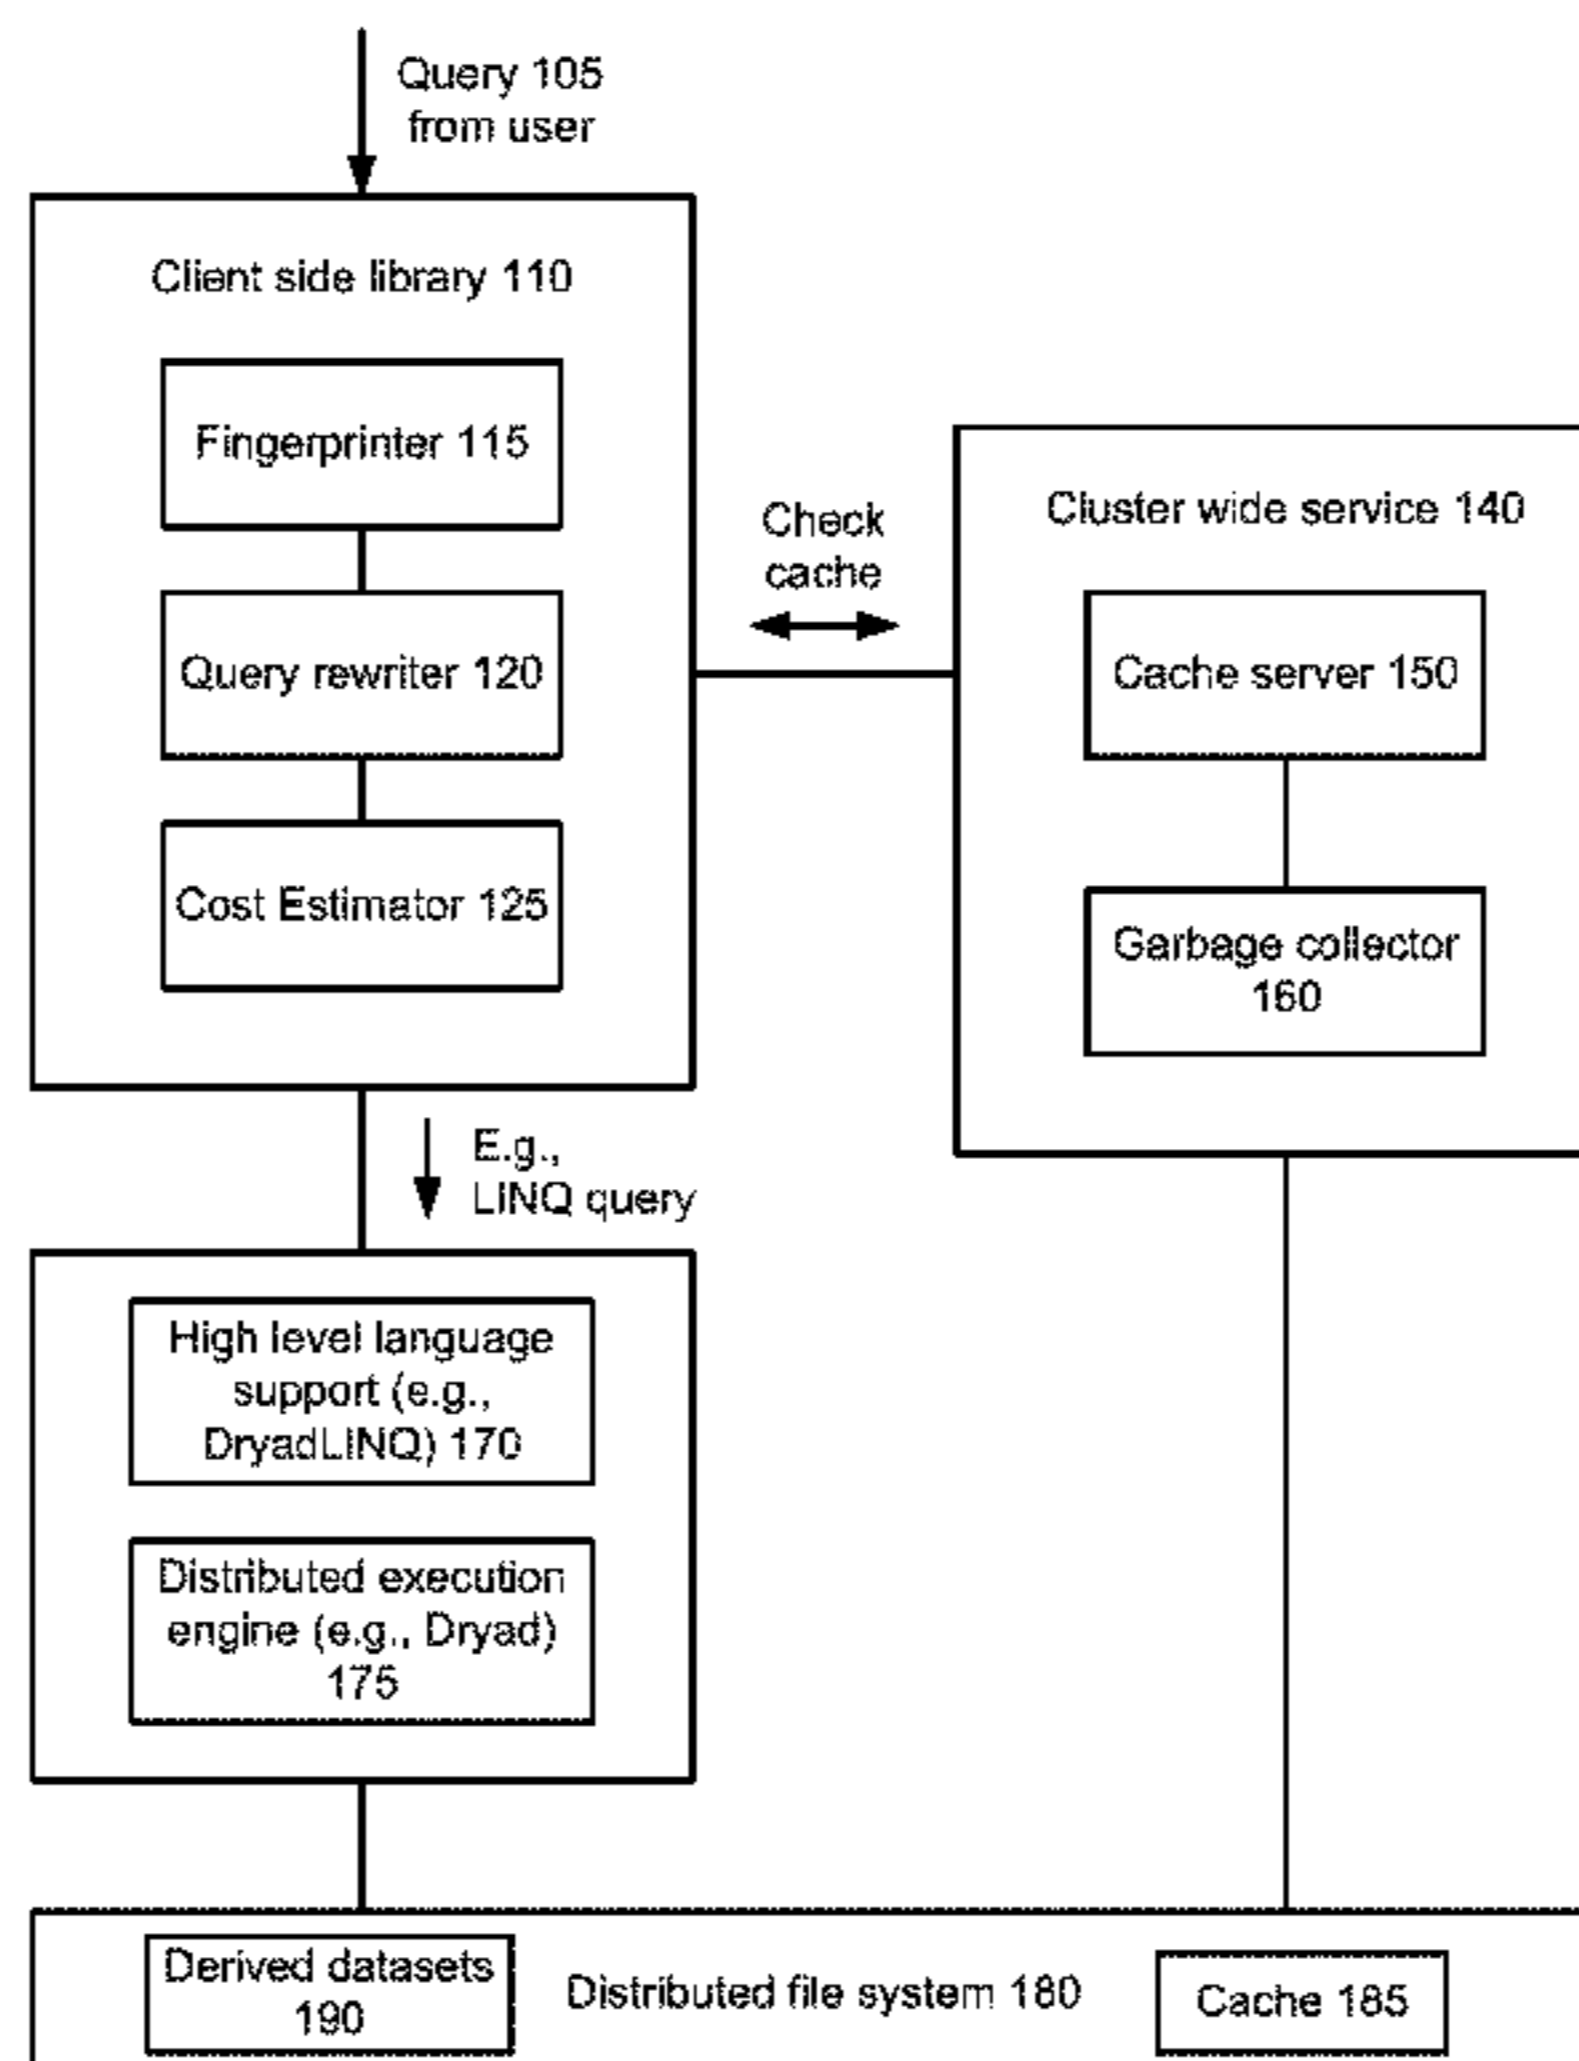 Query 105
from user
Client side library 110
Fingerprinter 115
Query rewriter 120
Cost Estimator 125
Check
cache
Cluster wide service 140
Cache server 150
Garbage collector
160
E.g.,
LINQ query
High level language
support (e.g.,
DryadLINQ) 170
Distributed execution
engine (e.g., Dryad)
175
Derived datasets
190
Distributed file system 180
Cache 185